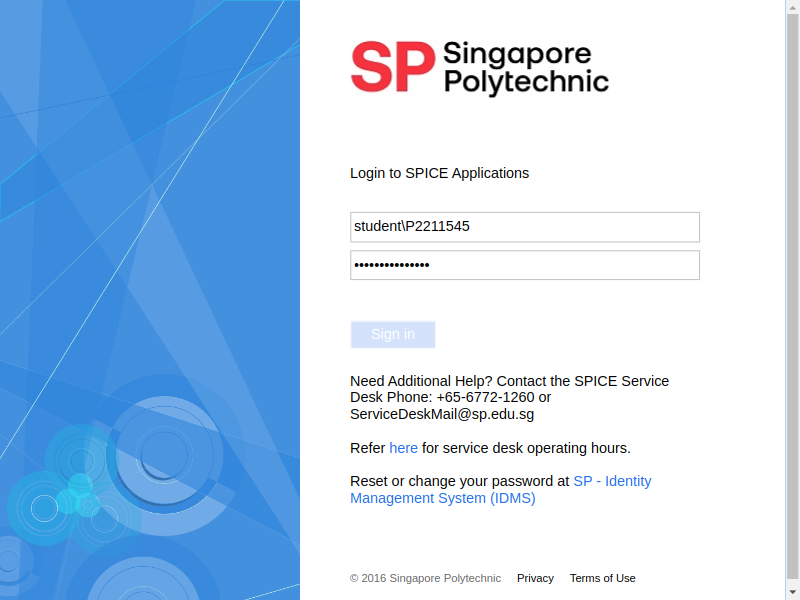 SP Singapore
Polytechnic
Login to SPICE Applications
student\P2211545
•••••••••••••••
Sign in
Need Additional Help? Contact the SPICE Service
Desk Phone: +65-6772-1260 or
ServiceDeskMail@sp.edu.sg
Refer here for service desk operating hours.
Reset or change your password at SP - Identity
Management System (IDMS)
© 2016 Singapore Polytechnic Privacy Terms of Use